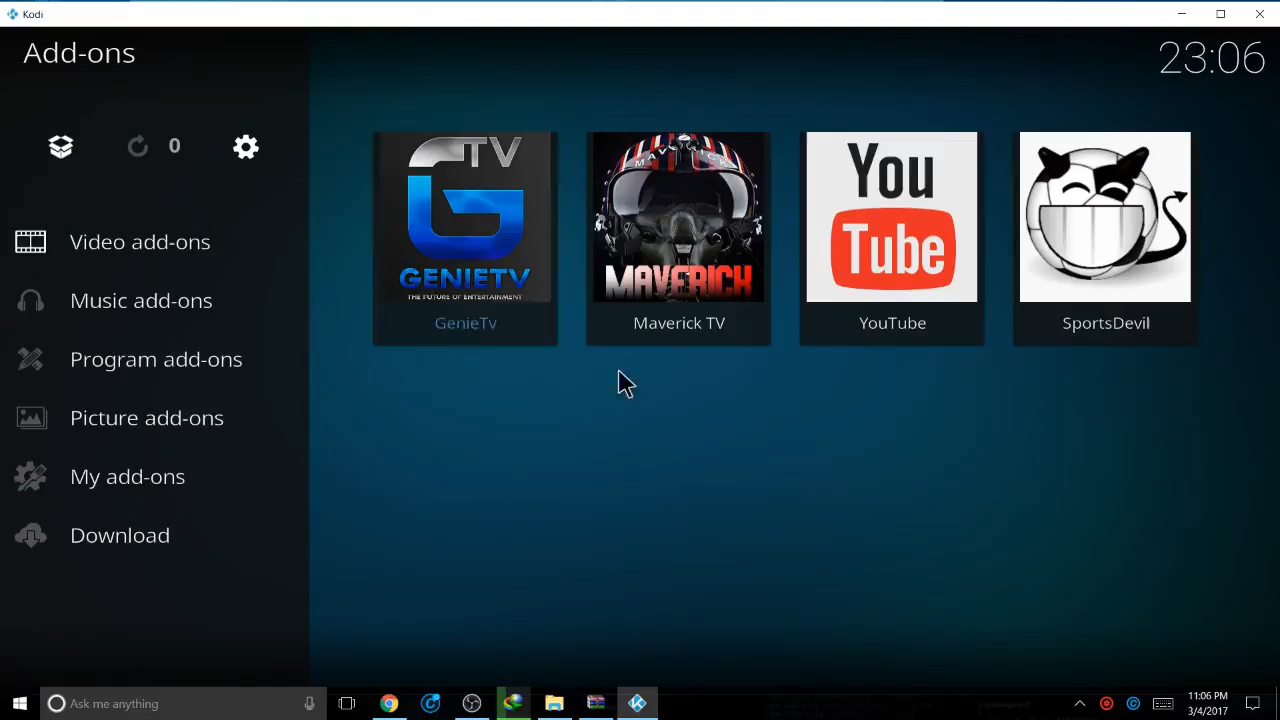 Kodi
Add-ons
23:06
0
Video add-ons
Music add-ons
Program add-ons
Picture add-ons
My add-ons
Download
TV
G
GENIETV
THE FUTURE OF ENTERTAINMENT
GenieTv
MAVERICK
MAVERICK
Maverick TV
You
Tube
YouTube
SportsDevil
Ask me anything
11:06 PM
3/4/2017